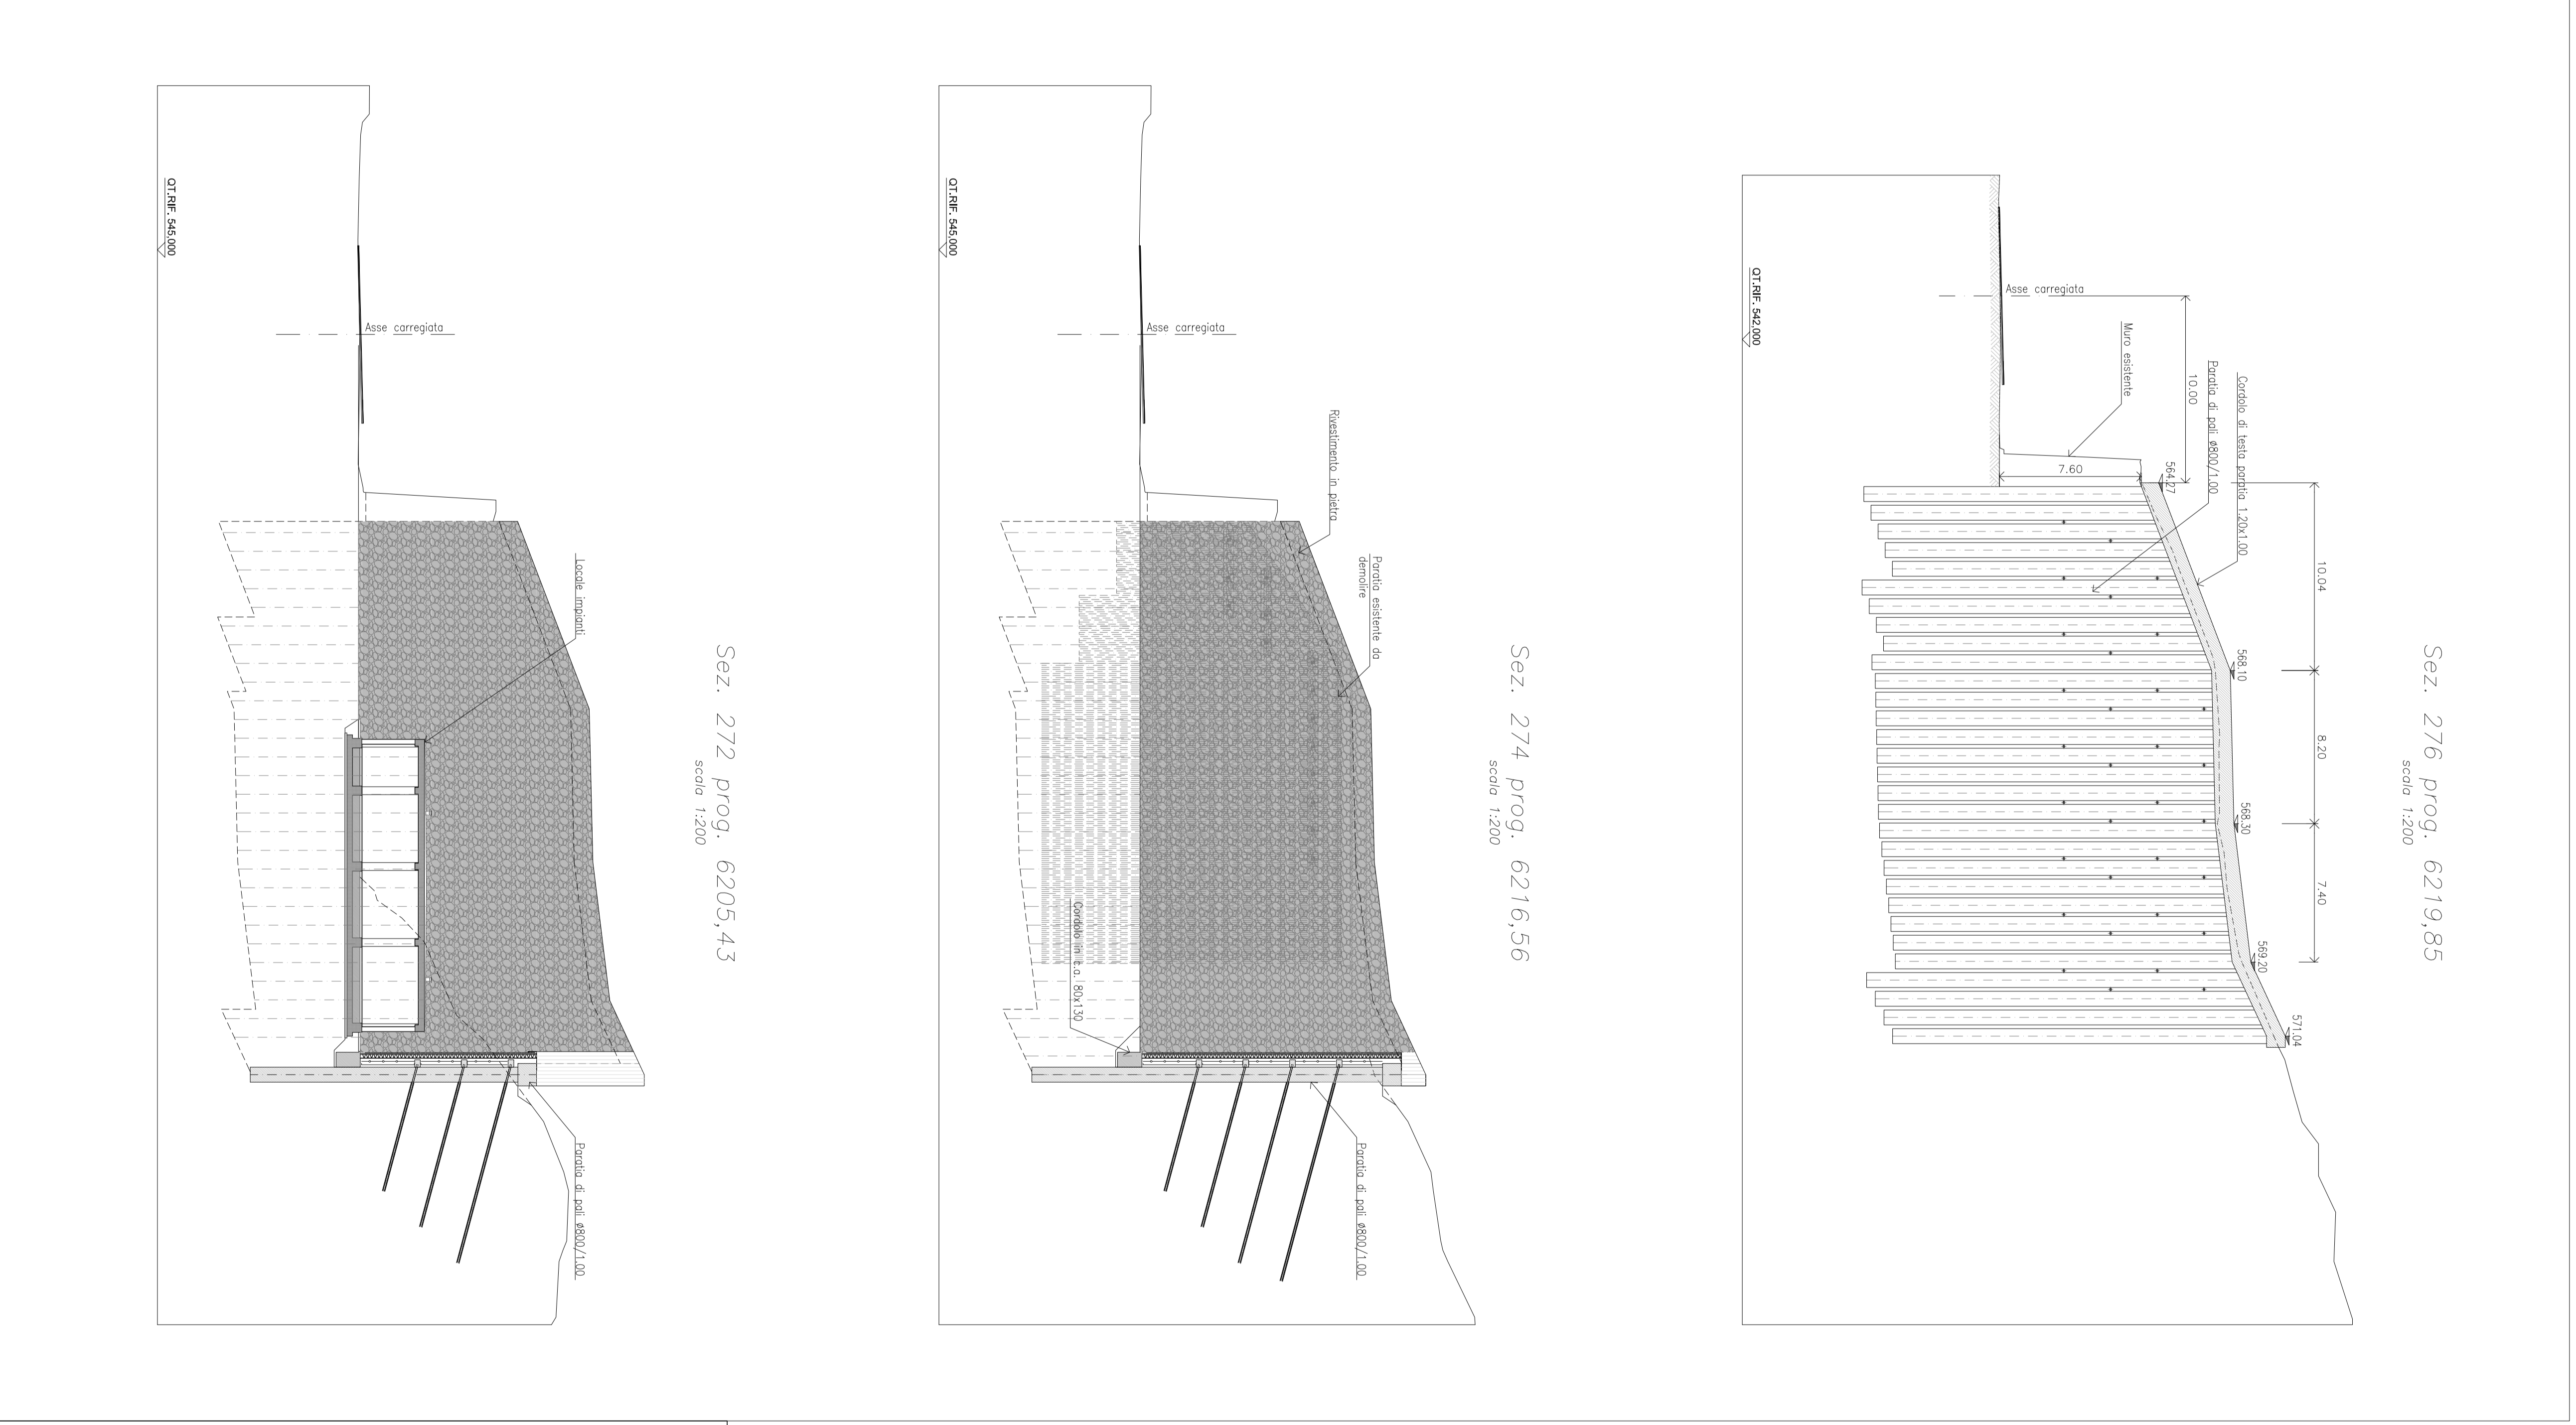 Sez. 276 prog. 6219,85
scala 1:200
10.04
8.20
7.40
564.27
568.10
568.30
569.20
571.04
Cordolo di testa paratia 1.20x1.00
Paratia di pali ø800/1.00
10.00
Muro esistente
7.60
Asse carregiata
QT.RIF. 542,000
Sez. 274 prog. 6216,56
scala 1:200
Paratia esistente da
demolire
Rivestimento in pietra
Paratia di pali ø800/1.00
Asse carregiata
Cordolo in c.a. 80x130
QT.RIF. 545,000
Sez. 272 prog. 6205,43
scala 1:200
Locale impianti
Paratia di pali ø800/1.00
Asse carregiata
QT.RIF. 545,000